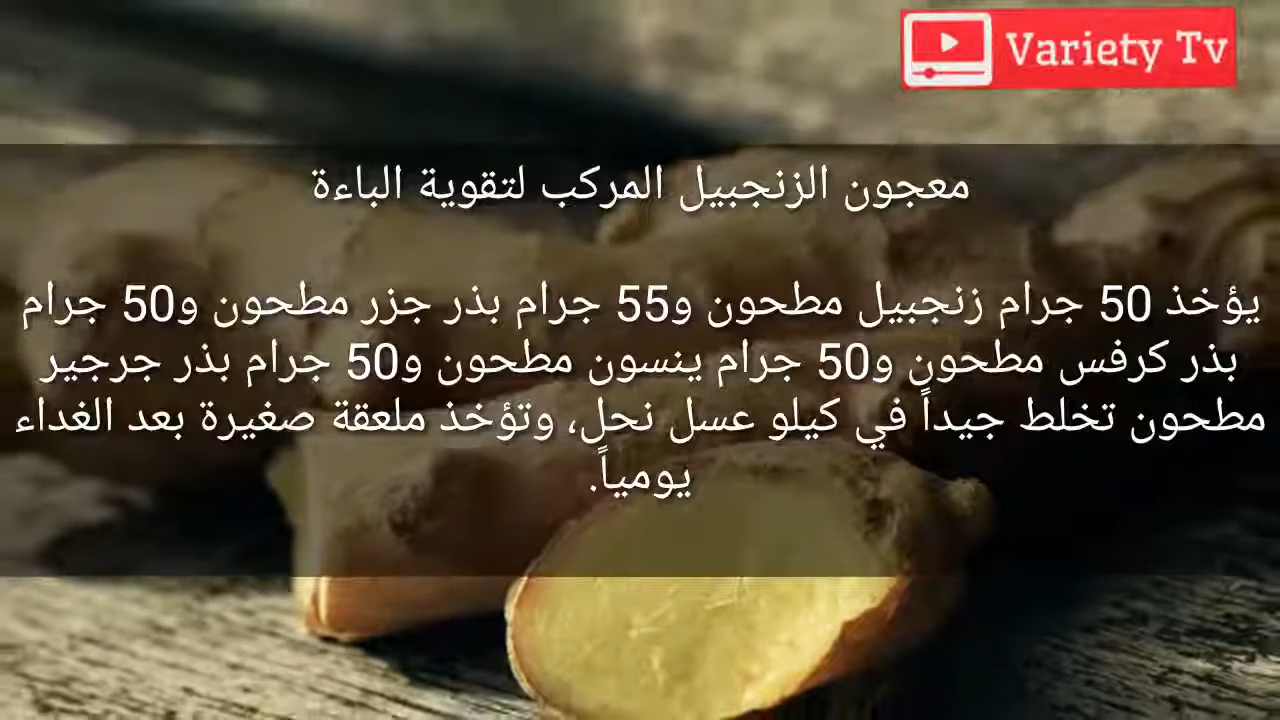 Variety Tv
معجون الزنجبيل المركب لتقوية الباءة
يؤخذ 50 جرام زنجبيل مطحون و55 جرام بذر جزر مطحون و50 جرام
بذر كرفس مطحون و50 جرام ينسون مطحون و50 جرام بذر جرجير
مطحون تخلط جيداً في كيلو عسل نحل، وتؤخذ ملعقة صغيرة بعد الغداء
يومياً.